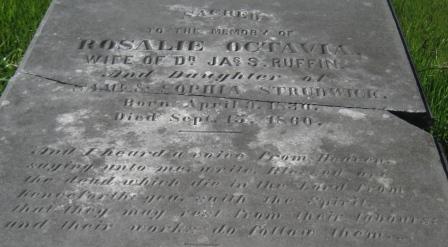 SACRED
TO THE MEMORY OF
ROSALIE OCTAVIA,
WIFE OF DR. JAS. S. RUFFIN.
And Daughter of
SAML & SOPHIA STRUDWICK.
Born April 3, 1836.
Died Sept. 15, 1860.
And I heard a voice from Heaven,
saying unto me, write, Blessed are
the dead which die in the Lord from
henceforth: yea, saith the Spirit,
that they may rest from their labours
and their works do follow them.